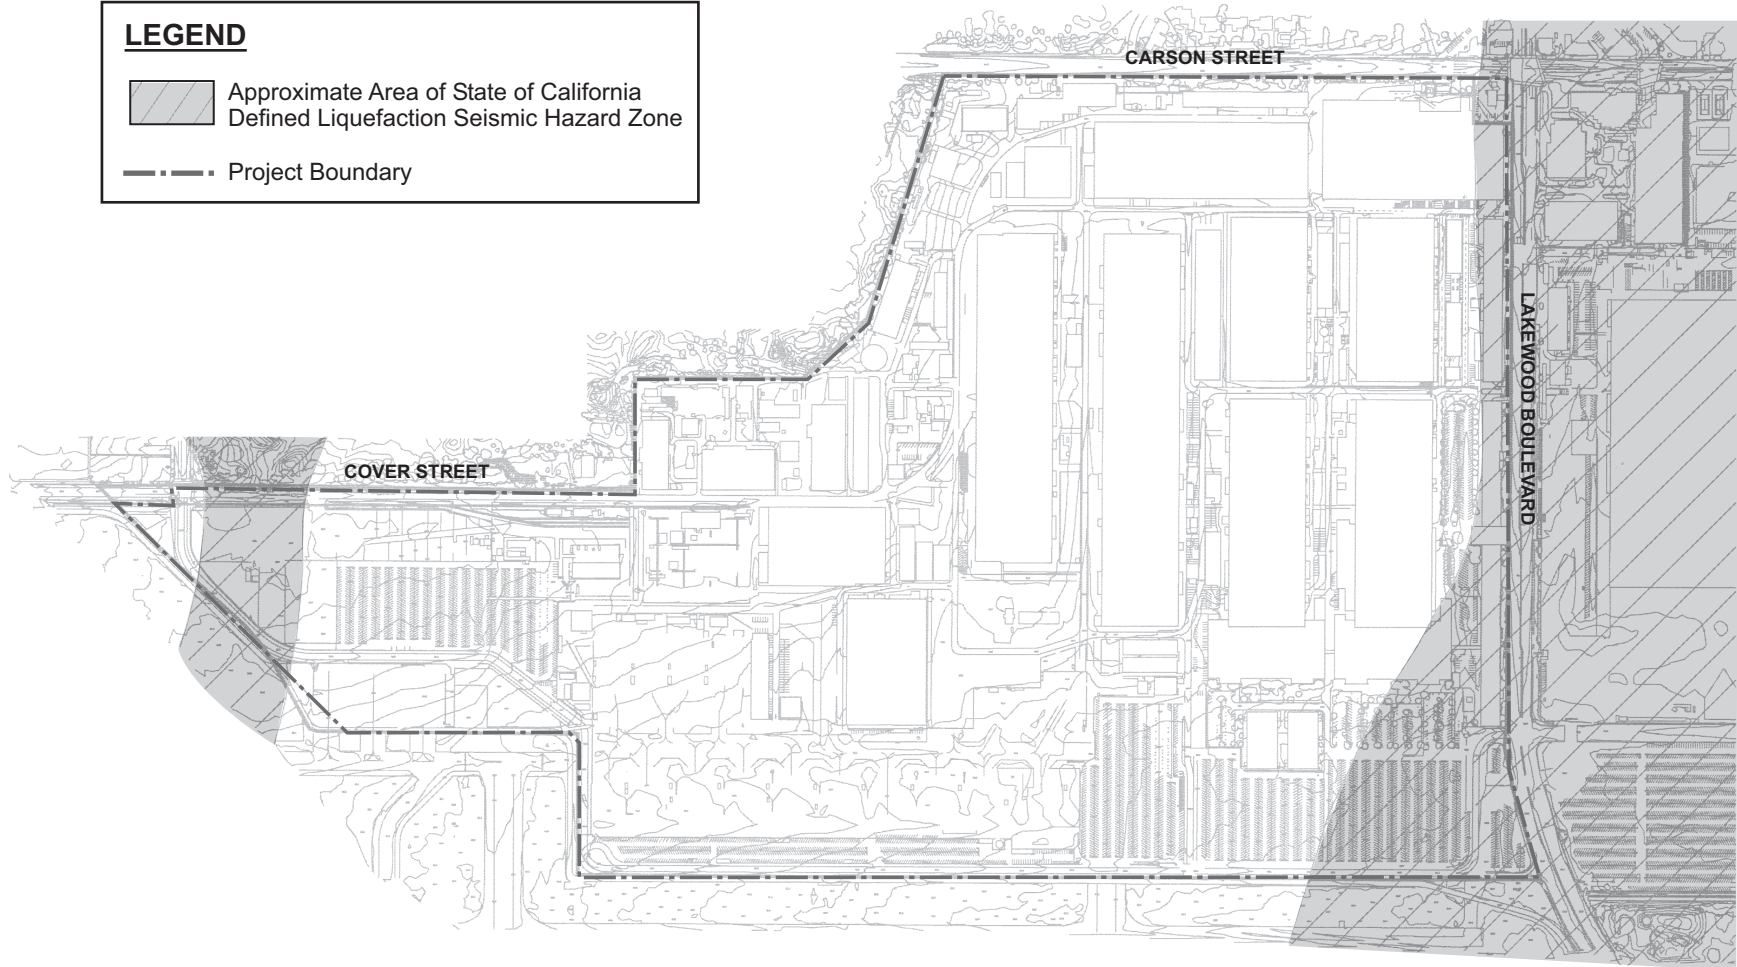 LEGEND
Approximate Area of State of California
Defined Liquefaction Seismic Hazard Zone
Project Boundary
CARSON STREET
LAKEWOOD BOULEVARD
COVER STREET